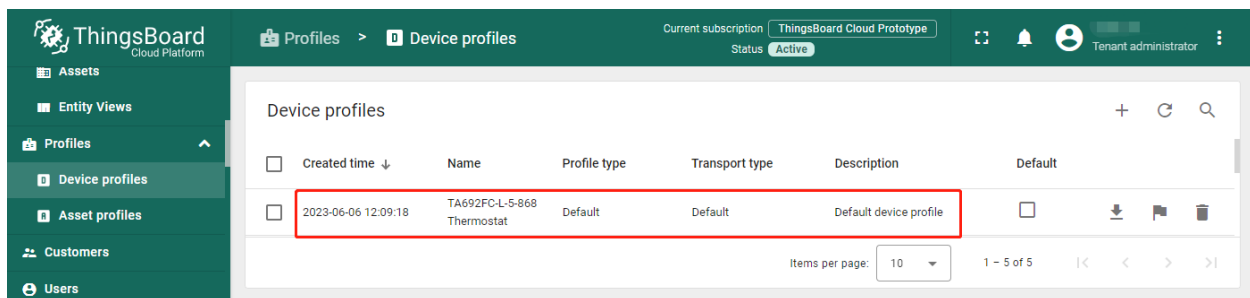 ThingsBoard
Cloud Platform
Profiles > D Device profiles
Current subscription ThingsBoard Cloud Prototype
Status Active
Tenant administrator
Assets
Entity Views
Profiles
D Device profiles
A Asset profiles
Customers
Users
Device profiles
Created time ↓ Name Profile type Transport type Description Default
2023-06-06 12:09:18 TA692FC-L-5-868 Default Default Default device profile
Thermostat
Items per page: 10 1 – 5 of 5